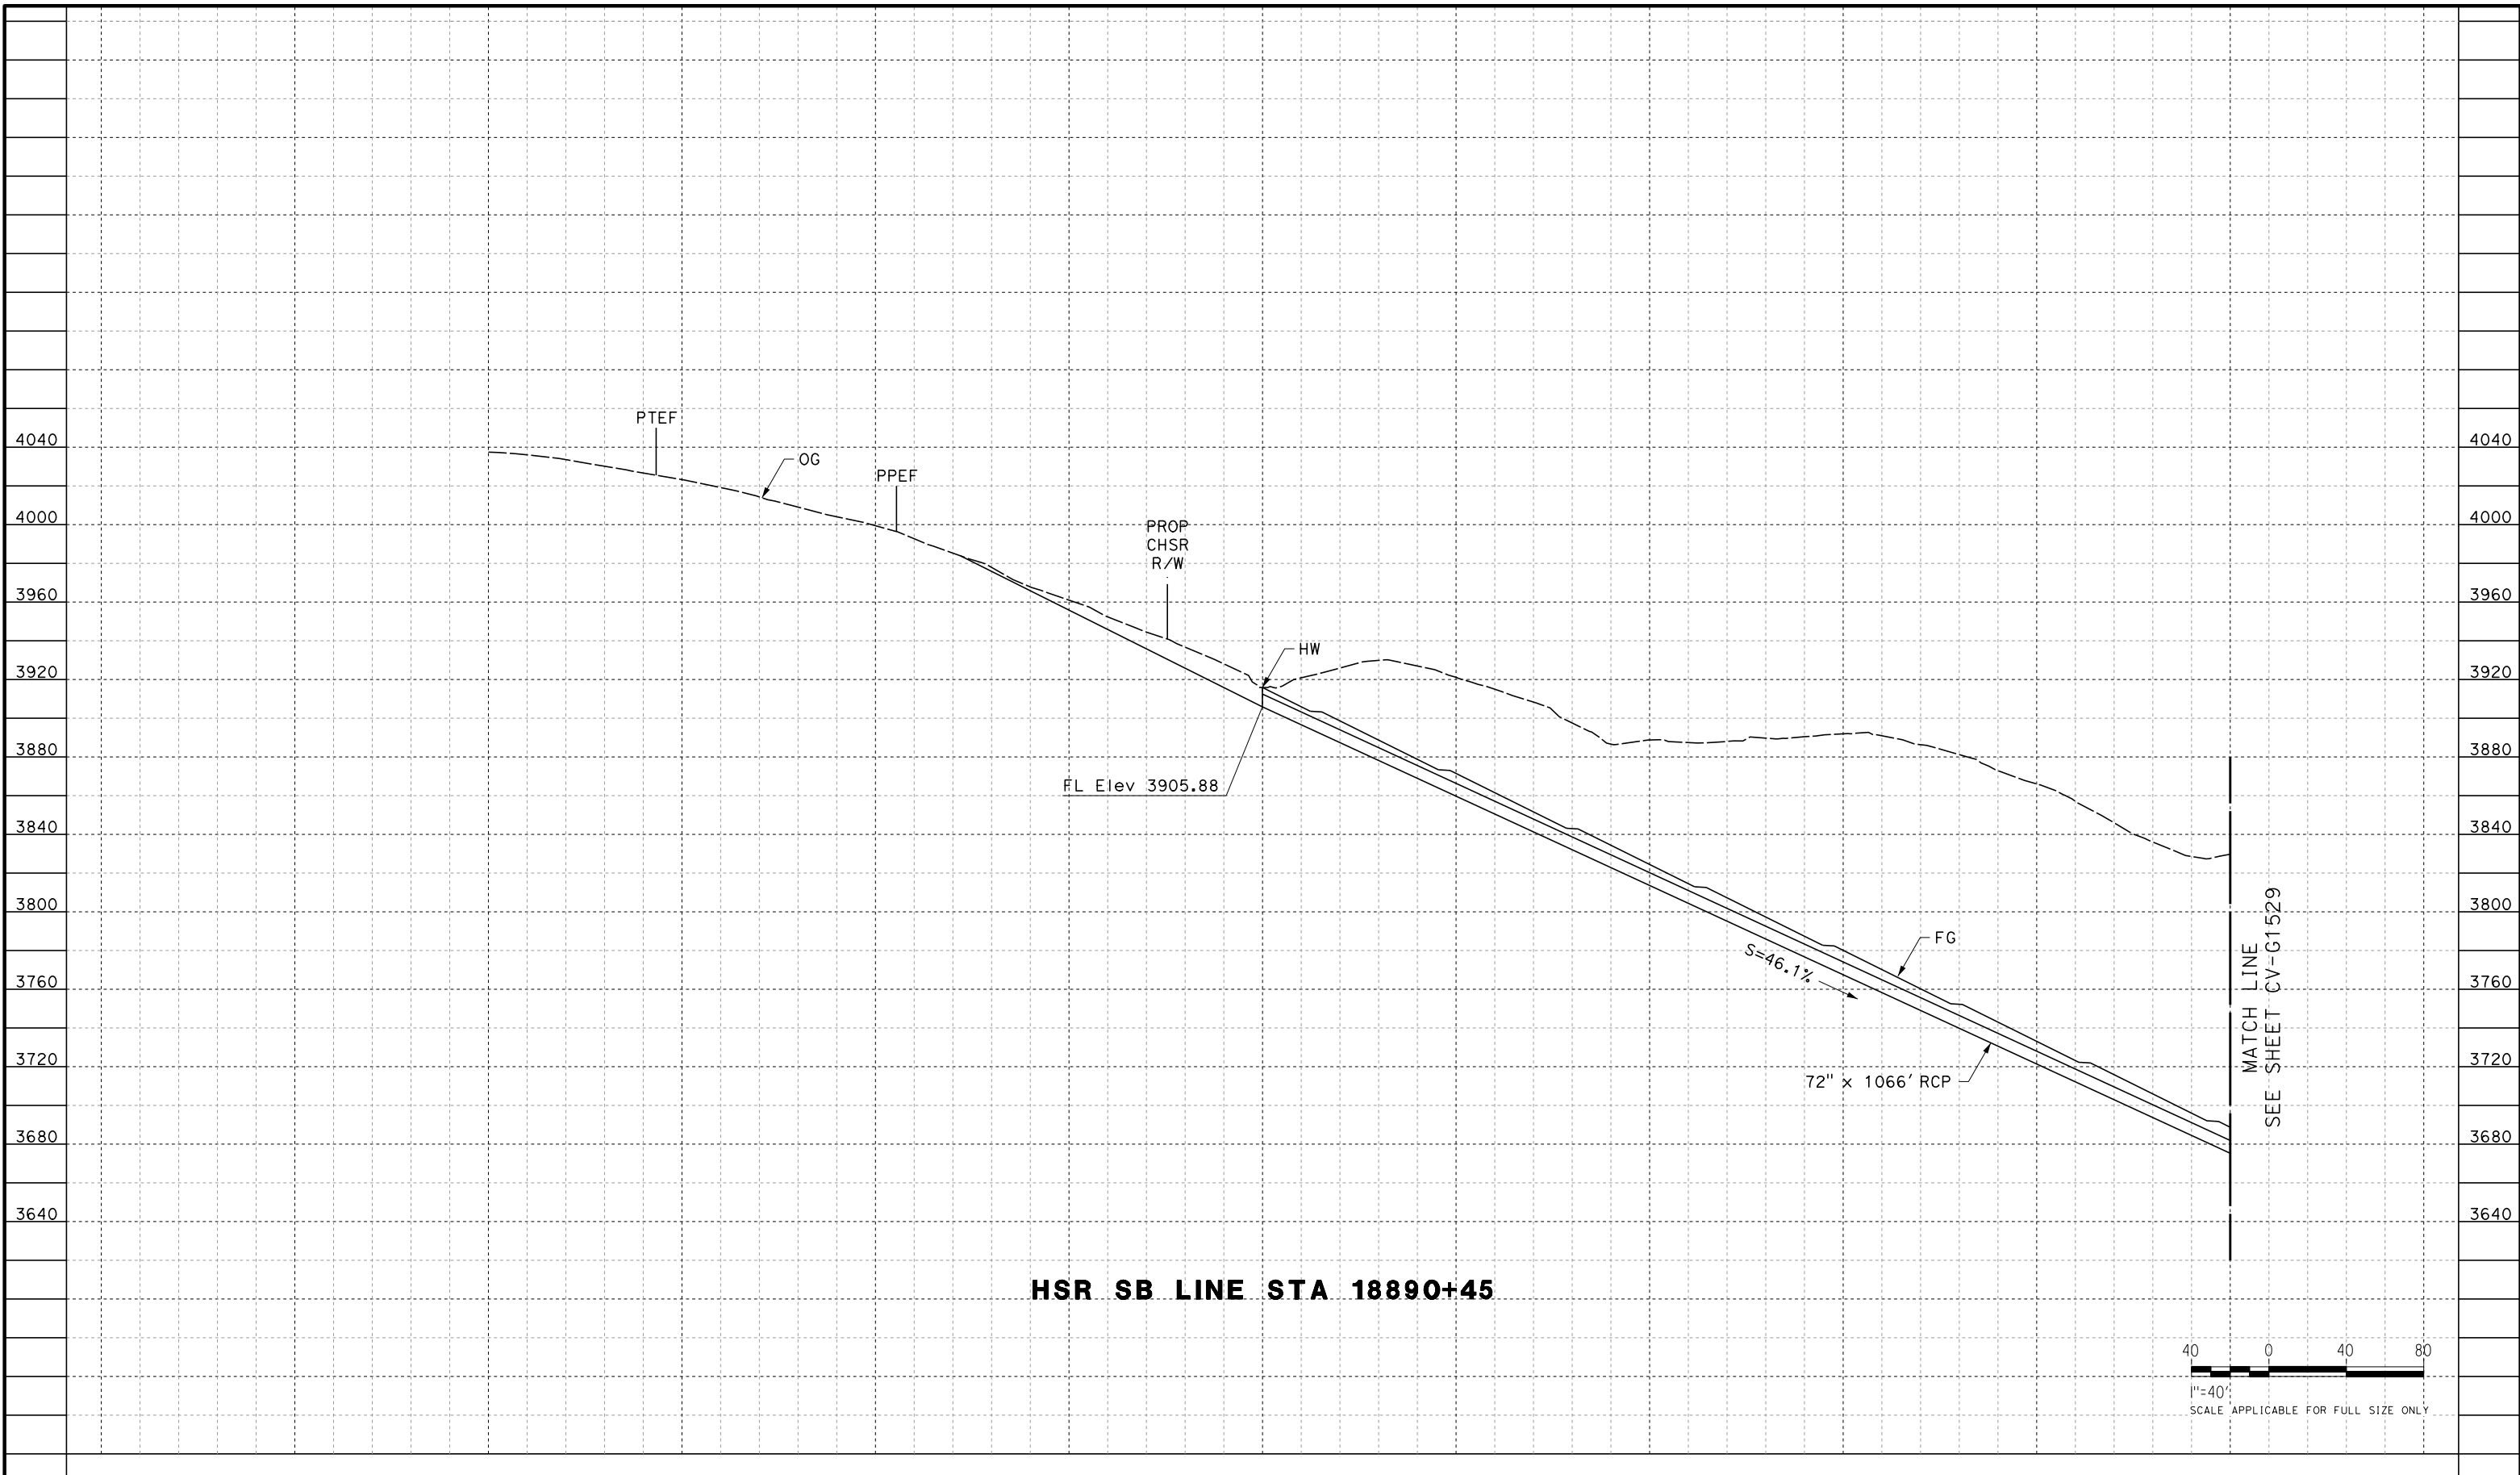 PTEF
OG
PPEF
PROP
CHSR
R/W
HW
FL Elev 3905.88
S=46.1%
FG
72" x 1066' RCP
MATCH LINE
SEE SHEET CV-G1529
4040 4040
4000 4000
3960 3960
3920 3920
3880 3880
3840 3840
3800 3800
3760 3760
3720 3720
3680 3680
3640 3640
HSR SB LINE STA 18890+45
40 0 40 80
1"=40'
SCALE APPLICABLE FOR FULL SIZE ONLY